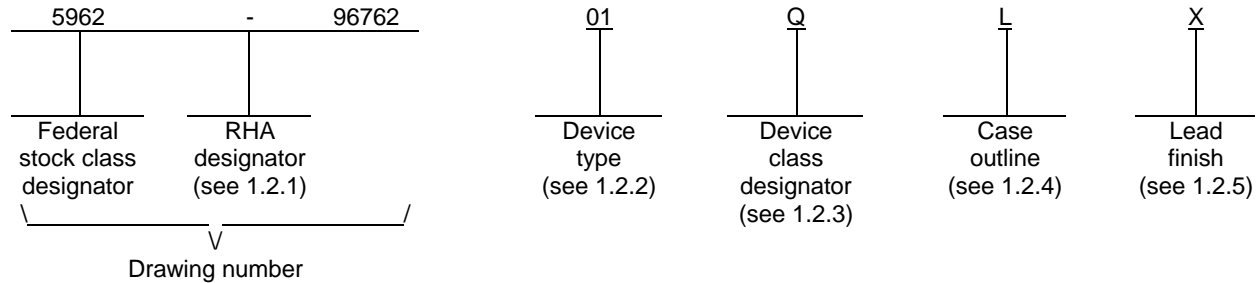 5962 - 96762 01 Q L X
Federal stock class designator
RHA designator (see 1.2.1)
Device type (see 1.2.2)
Device class designator (see 1.2.3)
Case outline (see 1.2.4)
Lead finish (see 1.2.5)
Drawing number